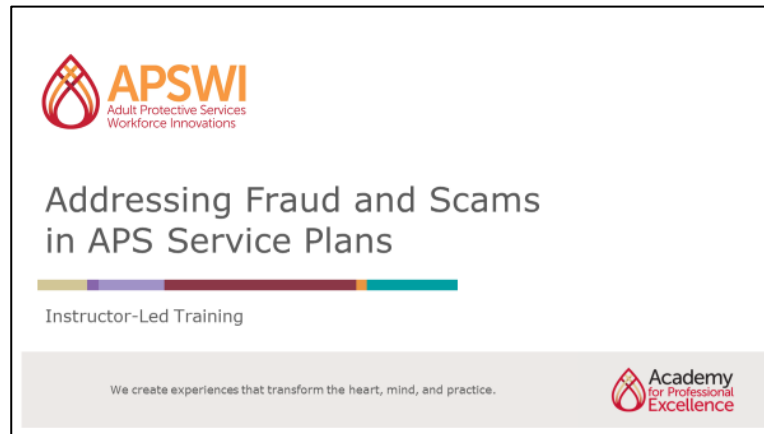 APSWI
Adult Protective Services
Workforce Innovations
Addressing Fraud and Scams
in APS Service Plans
Instructor-Led Training
We create experiences that transform the heart, mind, and practice.
Academy
for Professional
Excellence